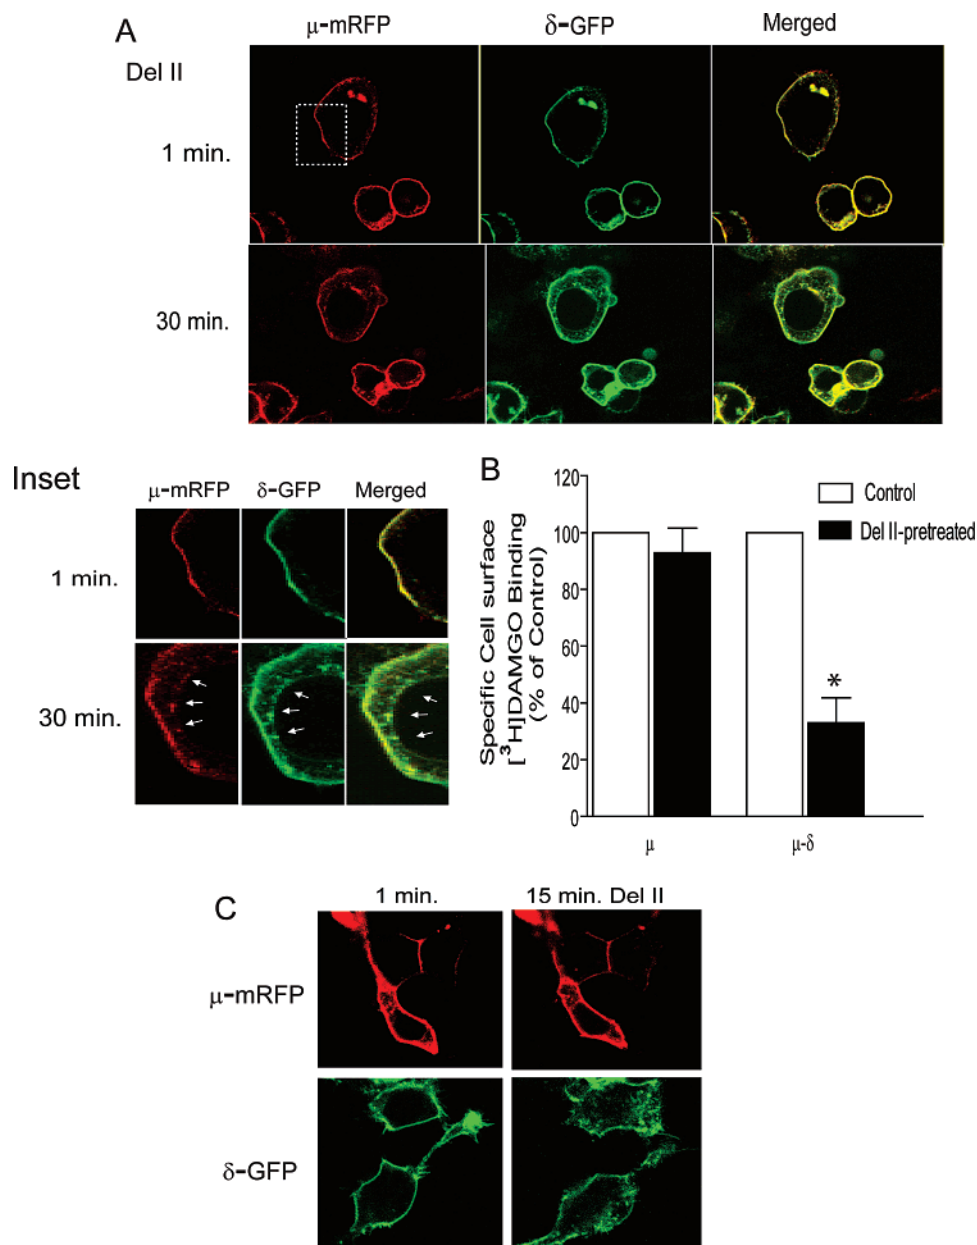 A
μ-mRFP δ-GFP Merged
Del II
1 min.
30 min.
Inset
μ-mRFP δ-GFP Merged
1 min.
30 min.
B
Specific Cell surface
[³H]DAMGO Binding
(% of Control)
120
100
80
60
40
20
0
Control
Del II-pretreated
*
μ μ-δ
C
1 min. 15 min. Del II
μ-mRFP
δ-GFP